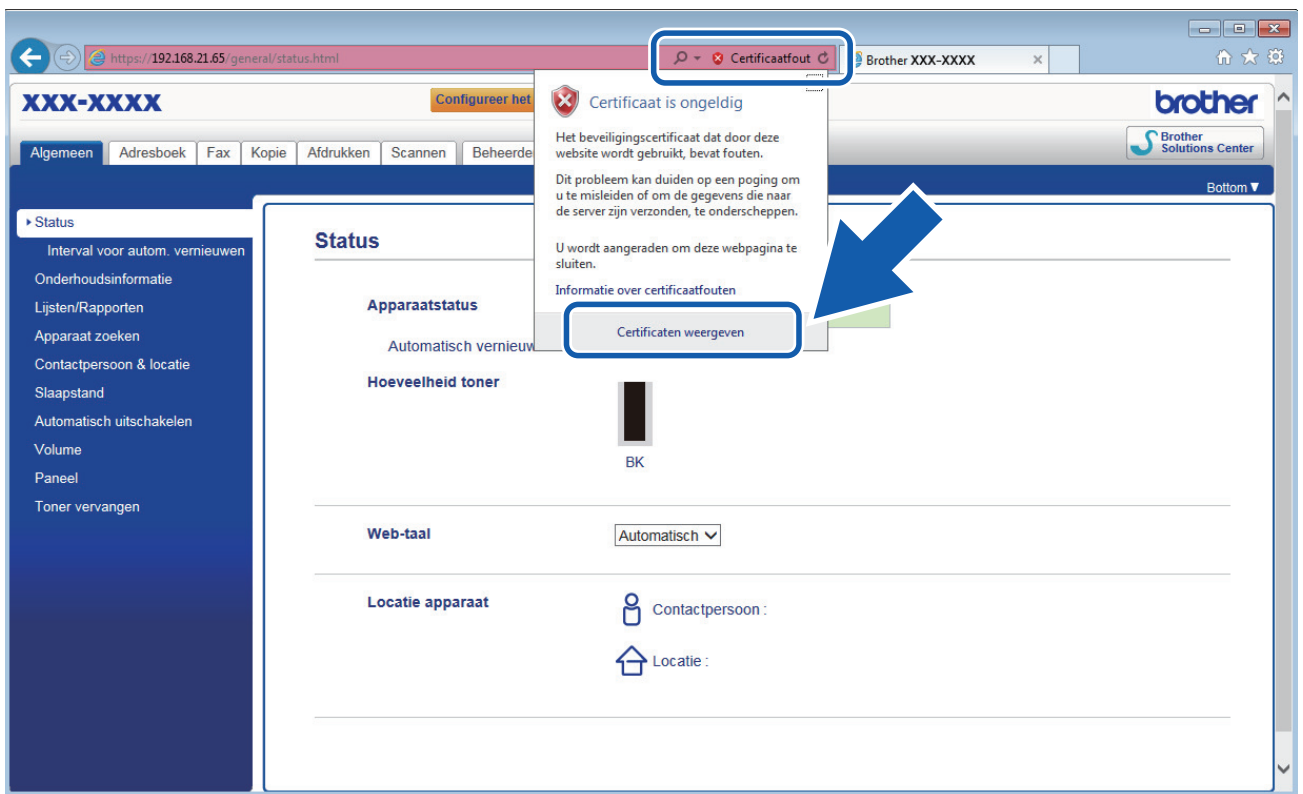 https://192.168.21.65/general/status.html
Certificaatfout
Brother XXX-XXXX
XXX-XXXX
Configureer het
brother
Algemeen
Adresboek
Fax
Kopie
Afdrukken
Scannen
Brother
Solutions Center
Bottom▼
Certificaat is ongeldig
Het beveiligingscertificaat dat door deze
website wordt gebruikt, bevat fouten.
Dit probleem kan duiden op een poging om
u te misleiden of om de gegevens die naar
de server zijn verzonden, te onderscheppen.
U wordt aangeraden om deze webpagina te
sluiten.
Informatie over certificaatfouten
Certificaten weergeven
Status
Interval voor autom. vernieuwen
Onderhoudsinformatie
Lijsten/Rapporten
Apparaat zoeken
Contactpersoon & locatie
Slaapstand
Automatisch uitschakelen
Volume
Paneel
Toner vervangen
Status
Apparaatstatus
Automatisch
Hoeveelheid toner
BK
Web-taal
Automatisch
Locatie apparaat
Contactpersoon :
Locatie :